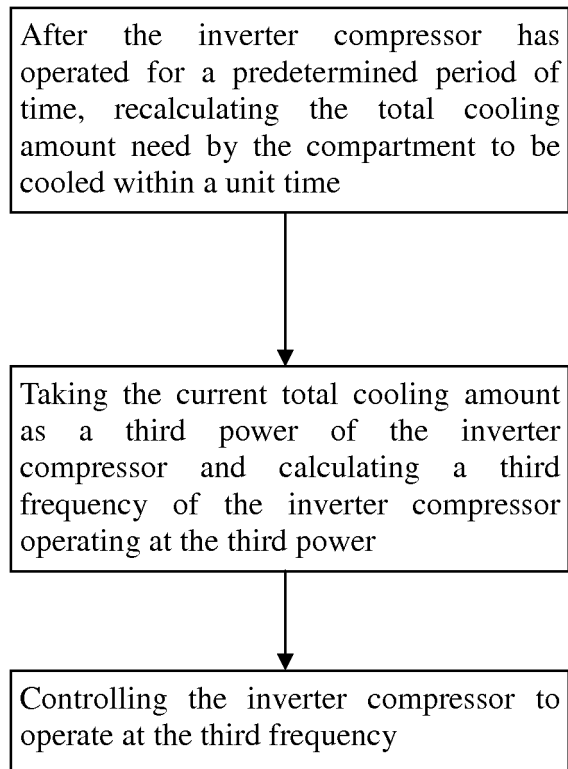 After the inverter compressor has
operated for a predetermined period of
time, recalculating the total cooling
amount need by the compartment to be
cooled within a unit time
Taking the current total cooling amount
as a third power of the inverter
compressor and calculating a third
frequency of the inverter compressor
operating at the third power
Controlling the inverter compressor to
operate at the third frequency